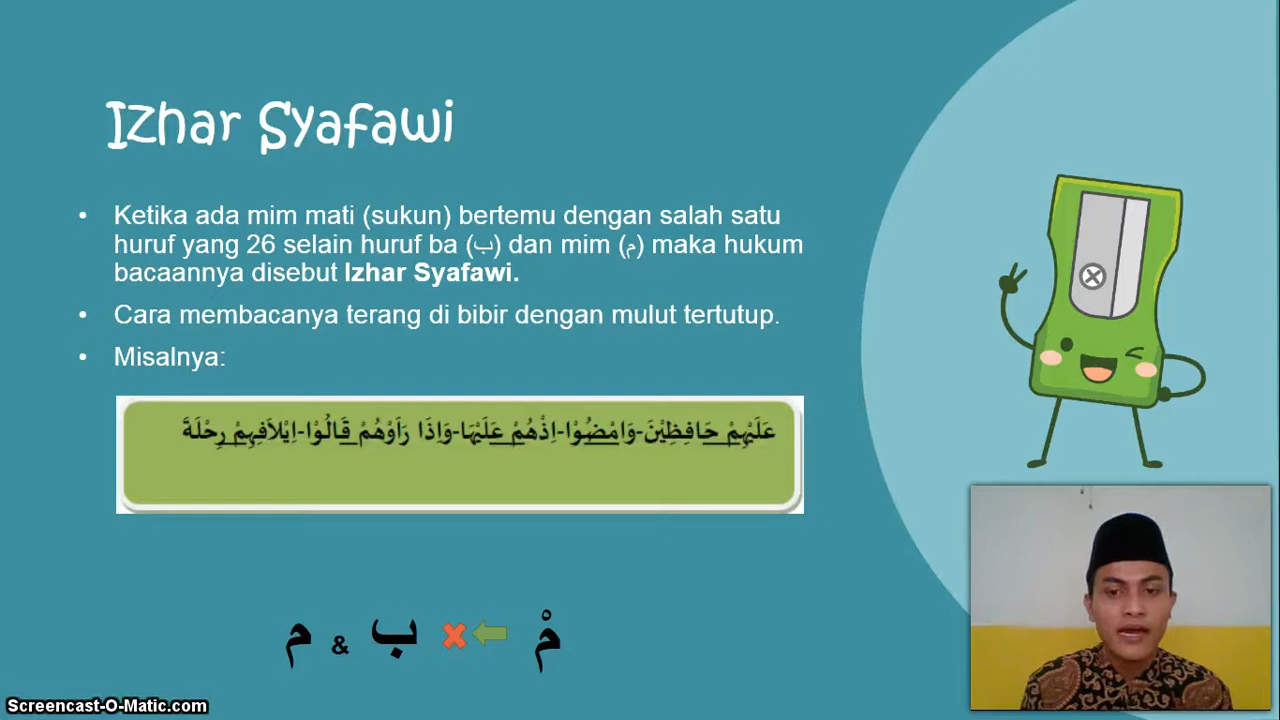 Izhar Syafawi
• Ketika ada mim mati (sukun) bertemu dengan salah satu
huruf yang 26 selain huruf ba (ب) dan mim (م) maka hukum
bacaannya disebut Izhar Syafawi.
• Cara membacanya terang di bibir dengan mulut tertutup.
• Misalnya:
عَلَيْهِمْ حَافِظِيْنَ-وَامْضُوْا-اِذْهُمْ عَلَيْهَا-وَاِذَا رَأَوْهُمْ قَالُوْا-اِيْلاَفِهِمْ رِحْلَةَ
مْ ب & م
Screencast-O-Matic.com